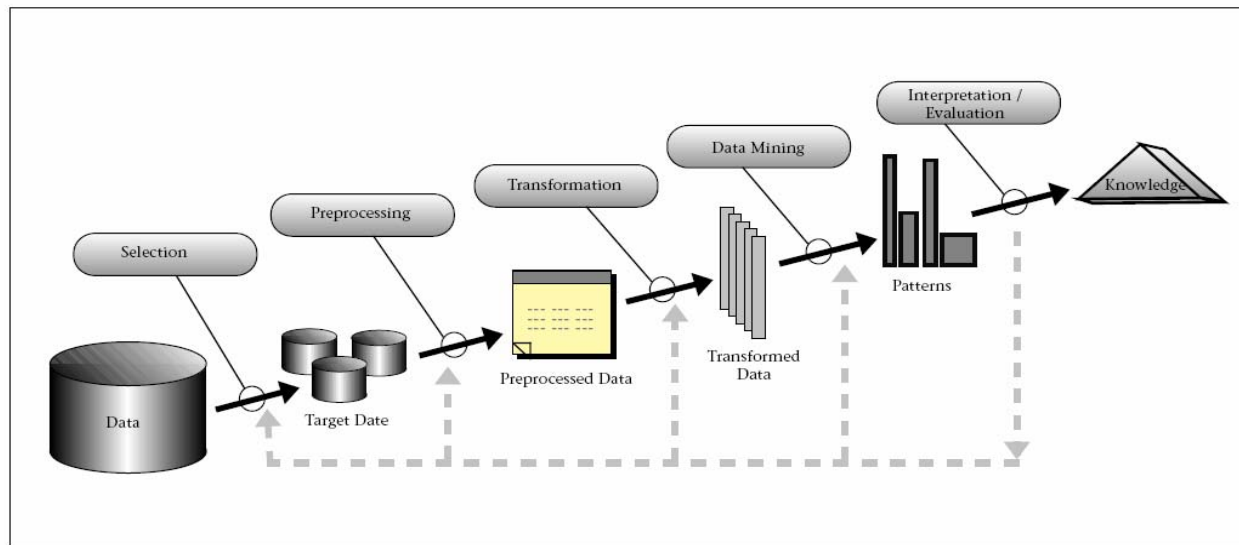 Interpretation /
Evaluation
Data Mining
Transformation
Preprocessing
Selection
Knowledge
Patterns
Transformed
Data
Preprocessed Data
Target Date
Data